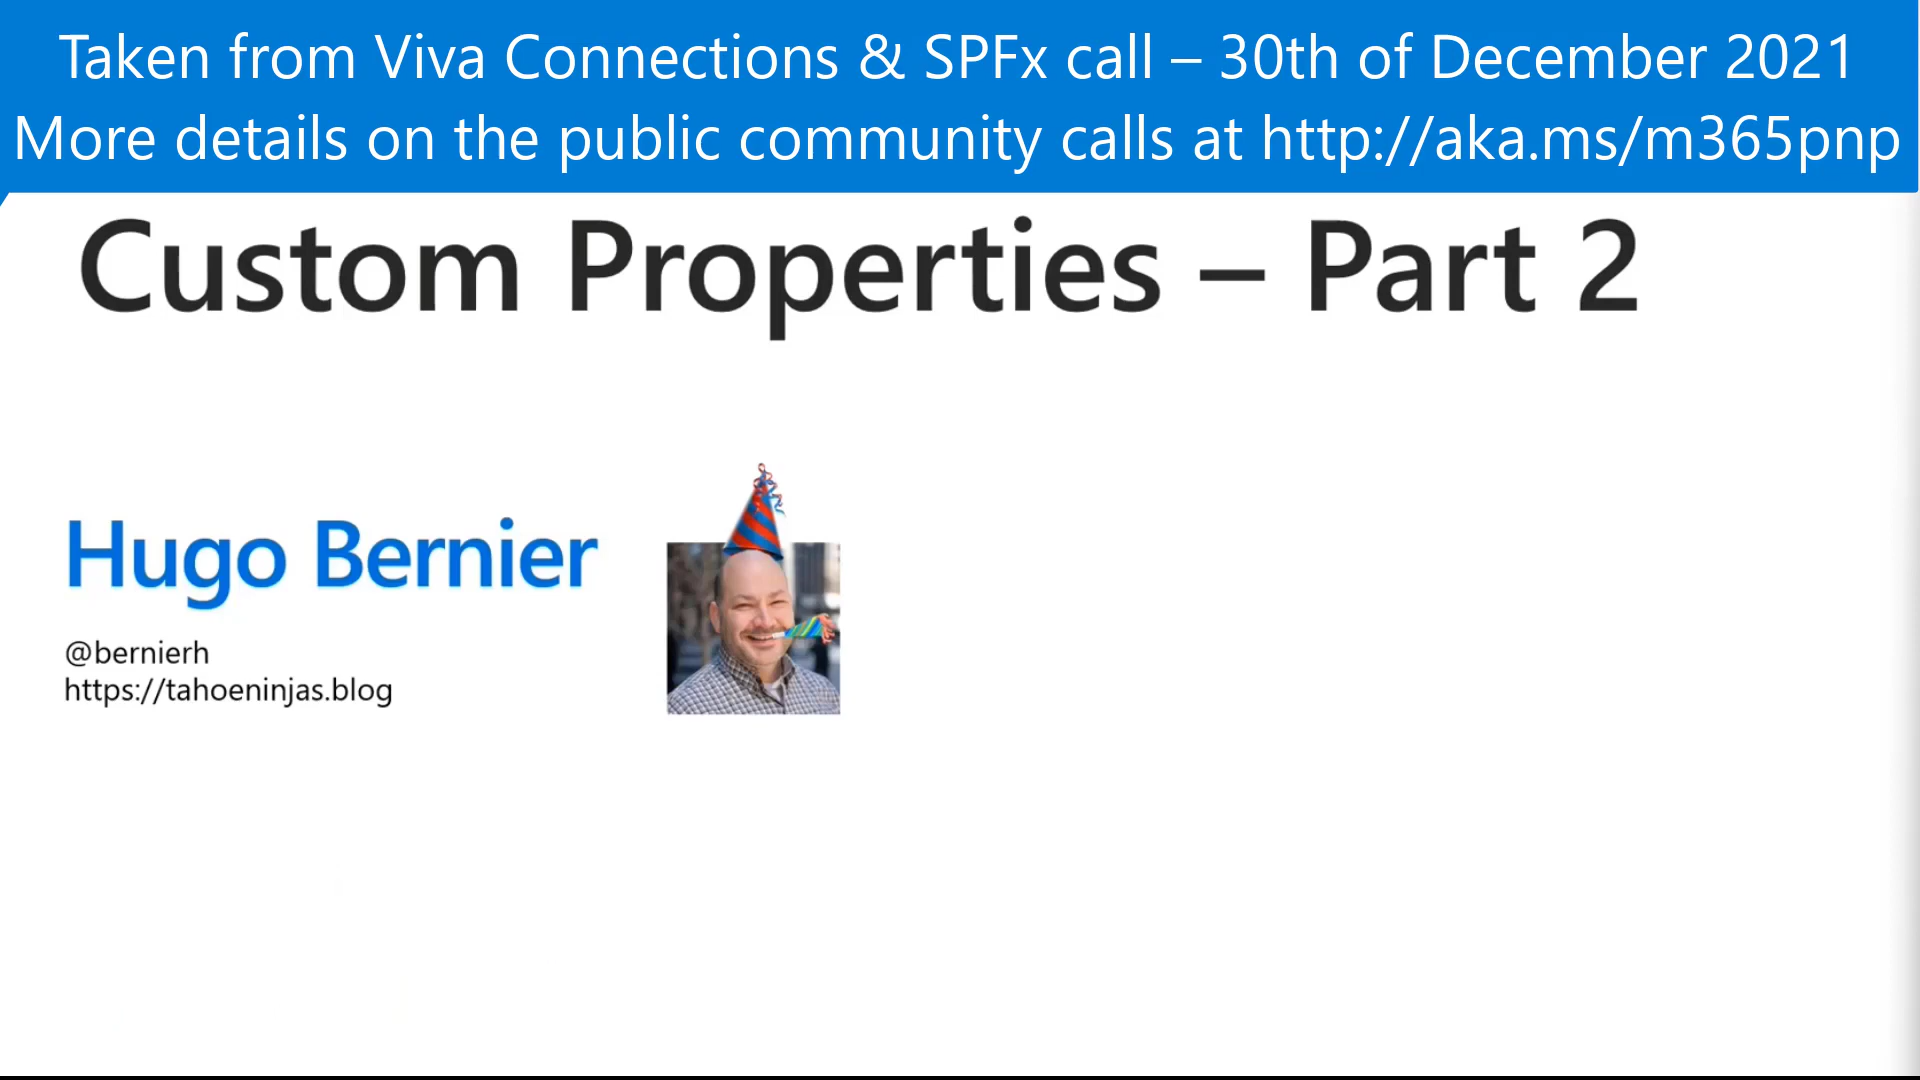 Taken from Viva Connections & SPFx call – 30th of December 2021
More details on the public community calls at http://aka.ms/m365pnp
Custom Properties – Part 2
Hugo Bernier
@bernierh
https://tahoeninjas.blog